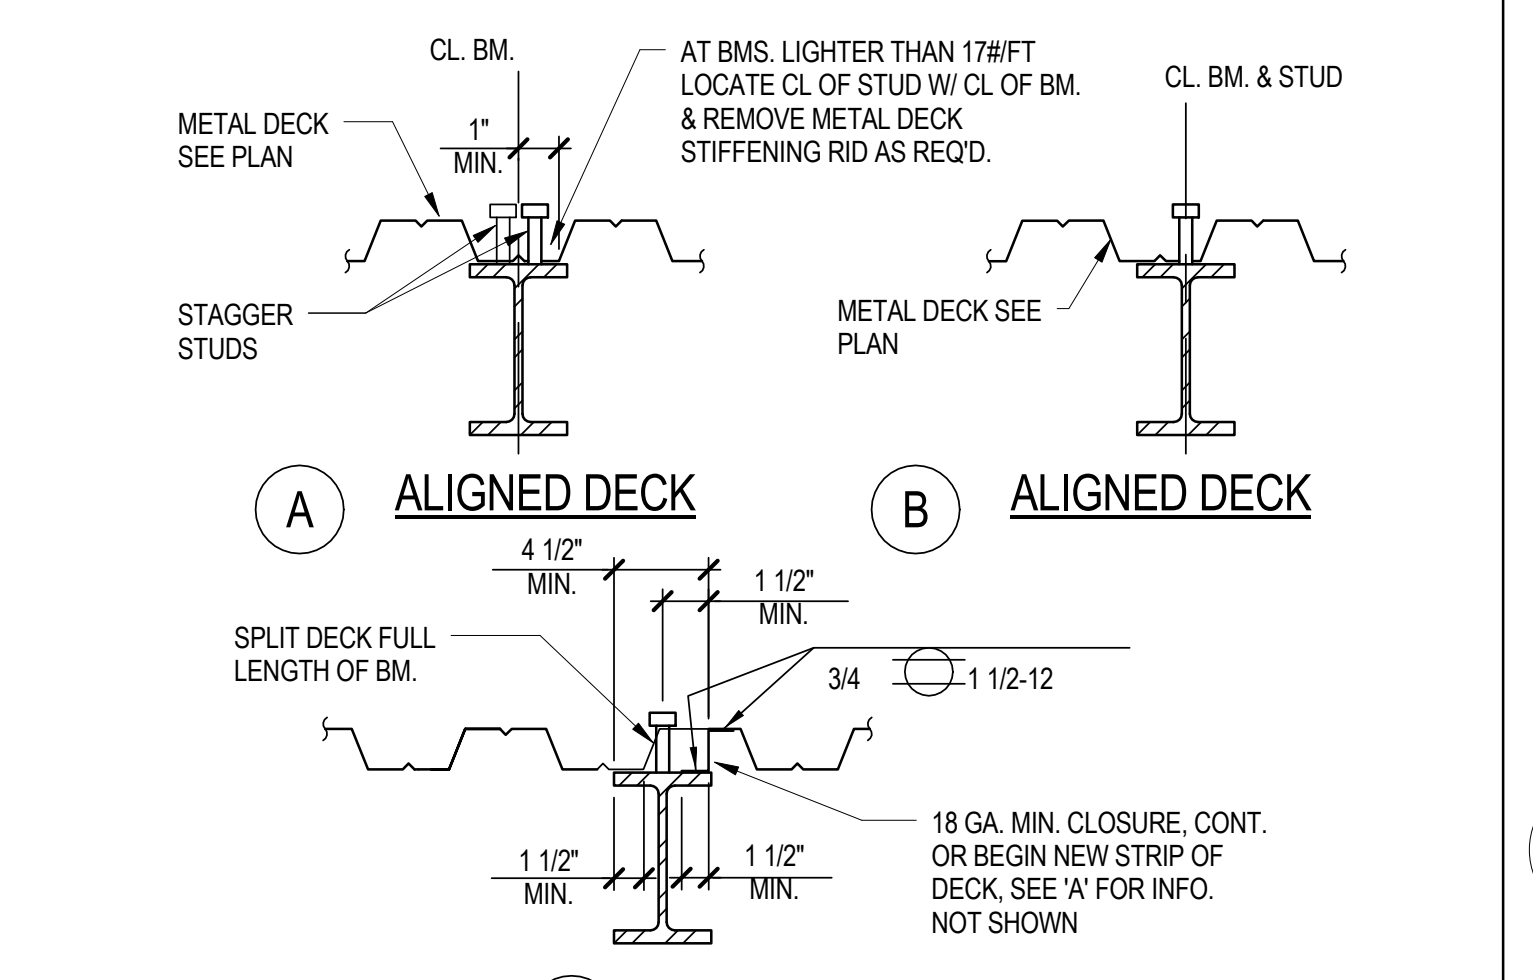 CL. BM.
AT BMS. LIGHTER THAN 17#/FT
LOCATE CL OF STUD W/ CL OF BM.
& REMOVE METAL DECK
STIFFENING RID AS REQ'D.
METAL DECK
SEE PLAN
1"
MIN.
STAGGER
STUDS
CL. BM. & STUD
METAL DECK SEE
PLAN
A
ALIGNED DECK
B
ALIGNED DECK
4 1/2"
MIN.
1 1/2"
MIN.
SPLIT DECK FULL
LENGTH OF BM.
3/4
1 1/2-12
1 1/2"
MIN.
1 1/2"
MIN.
18 GA. MIN. CLOSURE, CONT.
OR BEGIN NEW STRIP OF
DECK, SEE 'A' FOR INFO.
NOT SHOWN